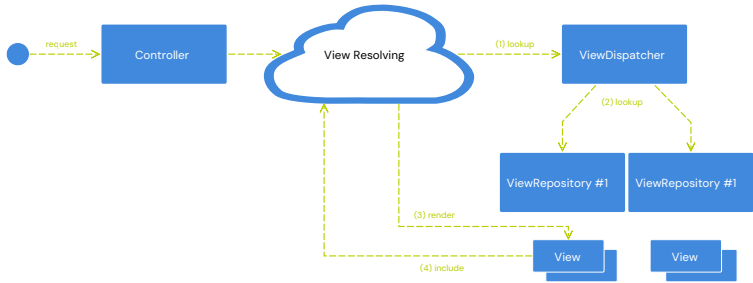 request
Controller
View Resolving
(1) lookup
ViewDispatcher
(2) lookup
ViewRepository #1
ViewRepository #1
(3) render
View
View
(4) include